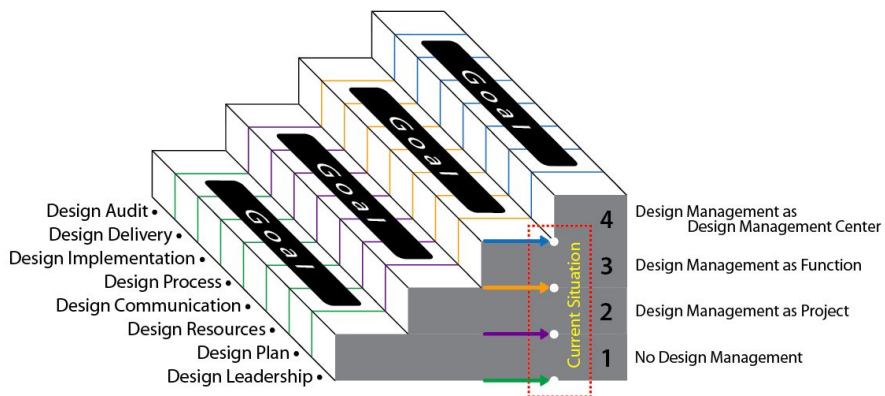 Goal
Goal
Goal
Goal
Design Audit
Design Delivery
Design Implementation
Design Process
Design Communication
Design Resources
Design Plan
Design Leadership
Current Situation
4
Design Management as
Design Management Center
3
Design Management as Function
2
Design Management as Project
1
No Design Management